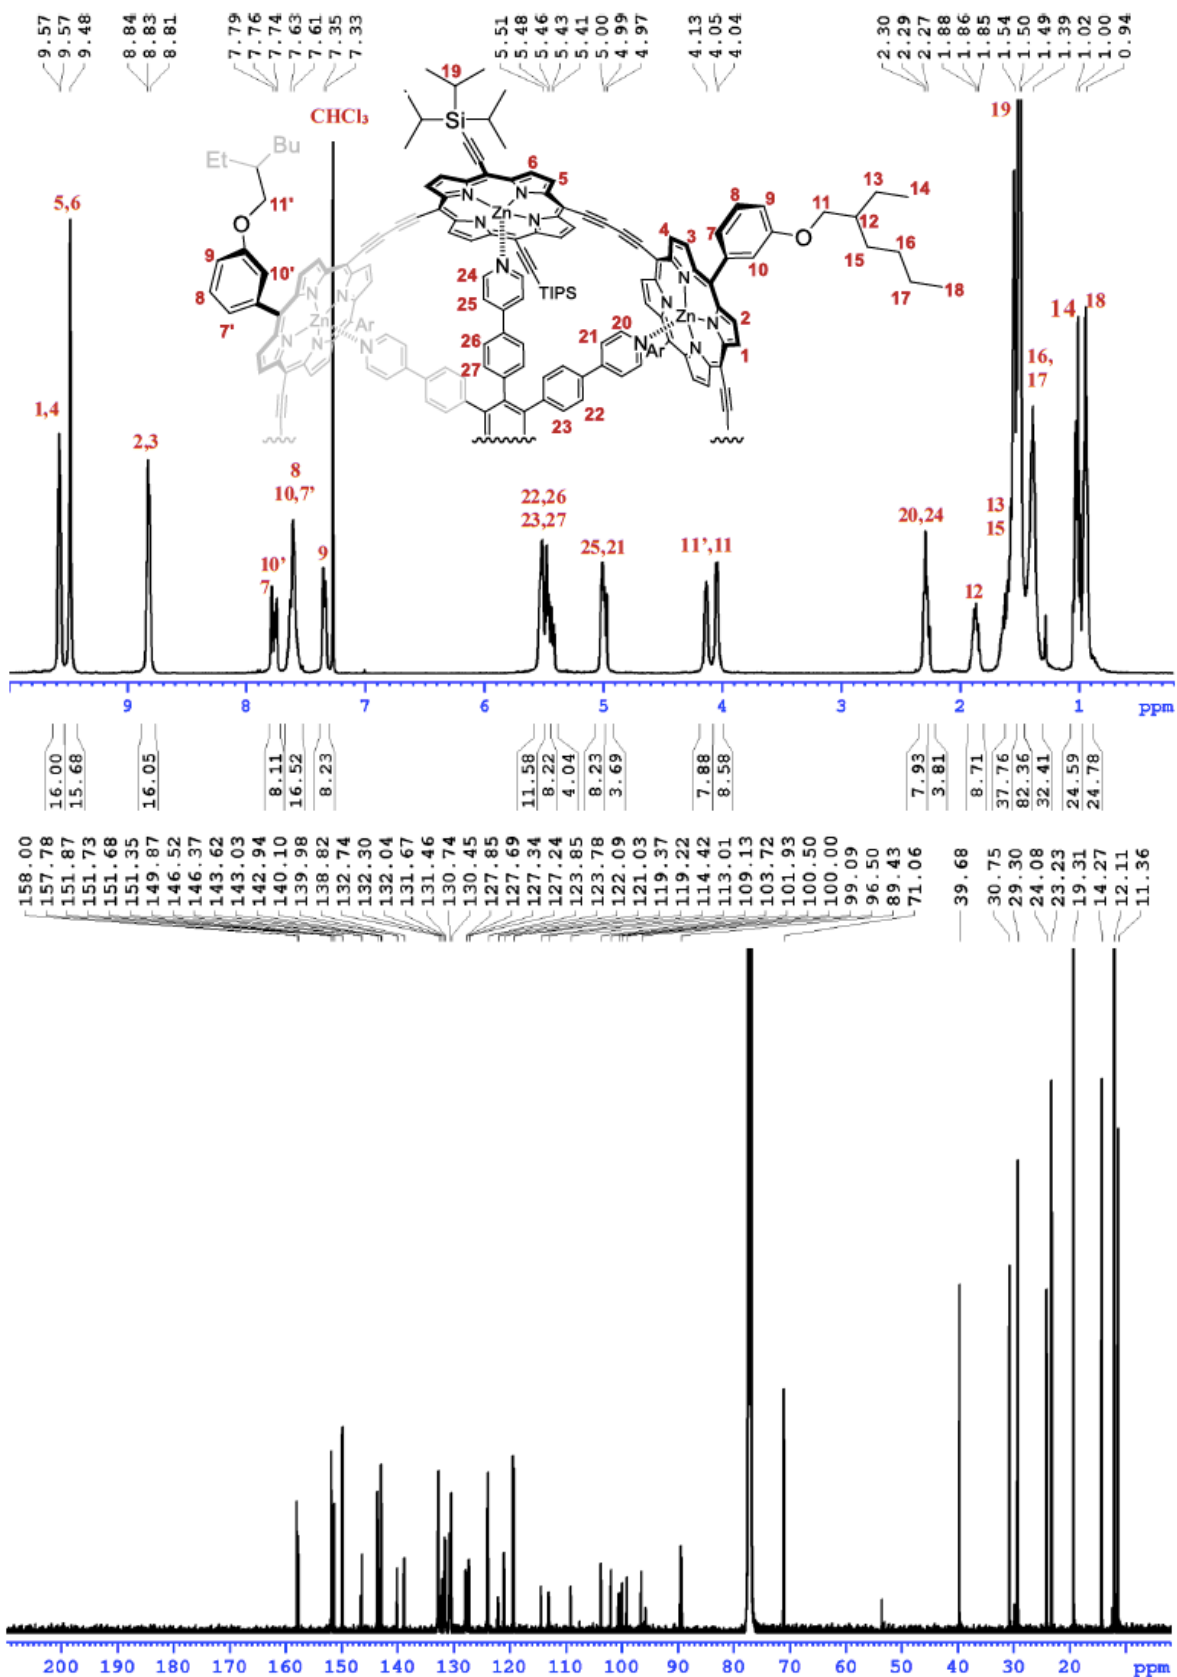 9.57 9.57 9.48 8.84 8.83 8.81 7.79 7.76 7.74 7.63 7.61 7.35 7.33 5.51 5.48 5.46 5.43 5.41 5.00 4.99 4.97 4.13 4.05 4.04 2.30 2.29 2.27 1.88 1.86 1.85 1.54 1.50 1.49 1.39 1.02 1.00 0.94
19
CHCl₃
19
Si
Et
Bu
11'
O
5,6
6
5
N N
Zn
N N
13
14
8
9
11
12
O
4
3
7
10
16
15
17
18
9
10'
8
7'
24
N
25
TIPS
N N
Zn
N N
Ar
N
N N
Zn
N N
Ar
2
1
20
N
21
26
27
22
23
1,4
2,3
8
10,7'
10'
7
9
22,26
23,27
25,21
11',11
20,24
12
13
15
19
16,
17
14
18
9 8 7 6 5 4 3 2 1 ppm
16.00 15.68 16.05 8.11 16.52 8.23 11.58 8.22 4.04 8.23 3.69 7.88 8.58 7.93 3.81 8.71 37.76 82.36 32.41 24.59 24.78
158.00 157.78 151.87 151.73 151.68 151.35 149.87 146.52 146.37 143.62 143.03 142.94 140.10 139.98 138.82 132.74 132.30 132.04 131.67 131.46 130.74 130.45 127.85 127.69 127.34 127.24 123.85 123.78 122.09 121.03 119.37 119.22 114.42 113.01 109.13 103.72 101.93 100.50 100.00 99.09 96.50 89.43 71.06 39.68 30.75 29.30 24.08 23.23 19.31 14.27 12.11 11.36
200 190 180 170 160 150 140 130 120 110 100 90 80 70 60 50 40 30 20 ppm